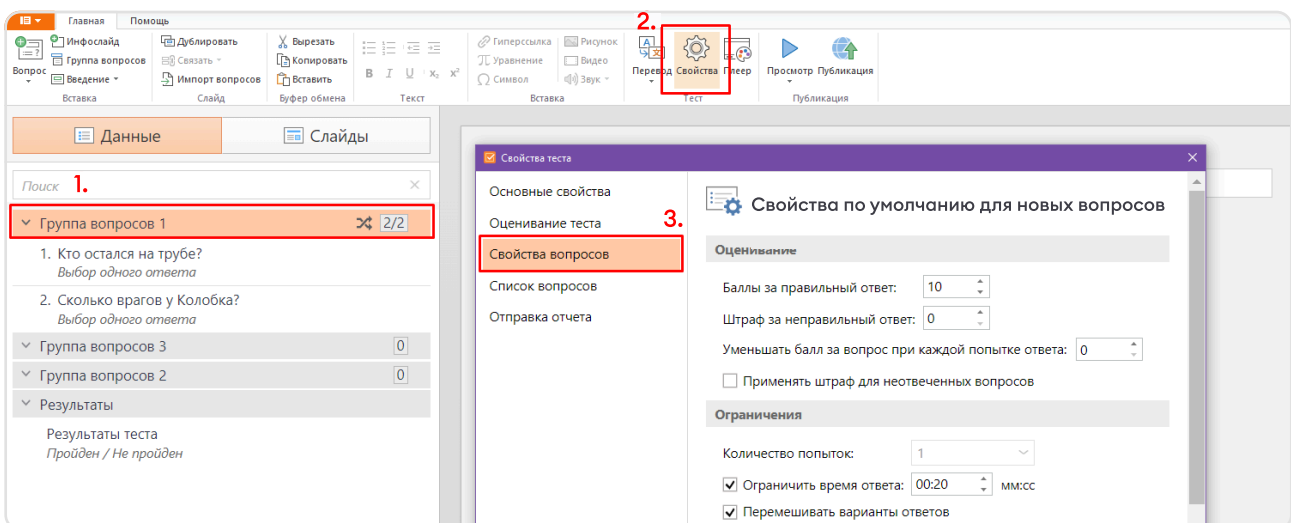 Главная Помощь
2.
Вопрос
Инфослайд
Группа вопросов
Введение
Вставка
Дублировать
Связать
Импорт вопросов
Слайд
Вырезать
Копировать
Вставить
Буфер обмена
B I U X₂ X²
Текст
Гиперссылка Рисунок
Уравнение Видео
Символ Звук
Вставка
Перевод Свойства Плеер
Тест
Просмотр Публикация
Публикация
Данные Слайды
Поиск 1.
Группа вопросов 1 2/2
1. Кто остался на трубе?
Выбор одного ответа
2. Сколько врагов у Колобка?
Выбор одного ответа
Группа вопросов 3 0
Группа вопросов 2 0
Результаты
Результаты теста
Пройден / Не пройден
Свойства теста
Основные свойства
Оценивание теста
3.
Свойства вопросов
Список вопросов
Отправка отчета
Свойства по умолчанию для новых вопросов
Оценивание
Баллы за правильный ответ: 10
Штраф за неправильный ответ: 0
Уменьшать балл за вопрос при каждой попытке ответа: 0
Применять штраф для неотвеченных вопросов
Ограничения
Количество попыток: 1
Ограничить время ответа: 00:20 мм:сс
Перемешивать варианты ответов